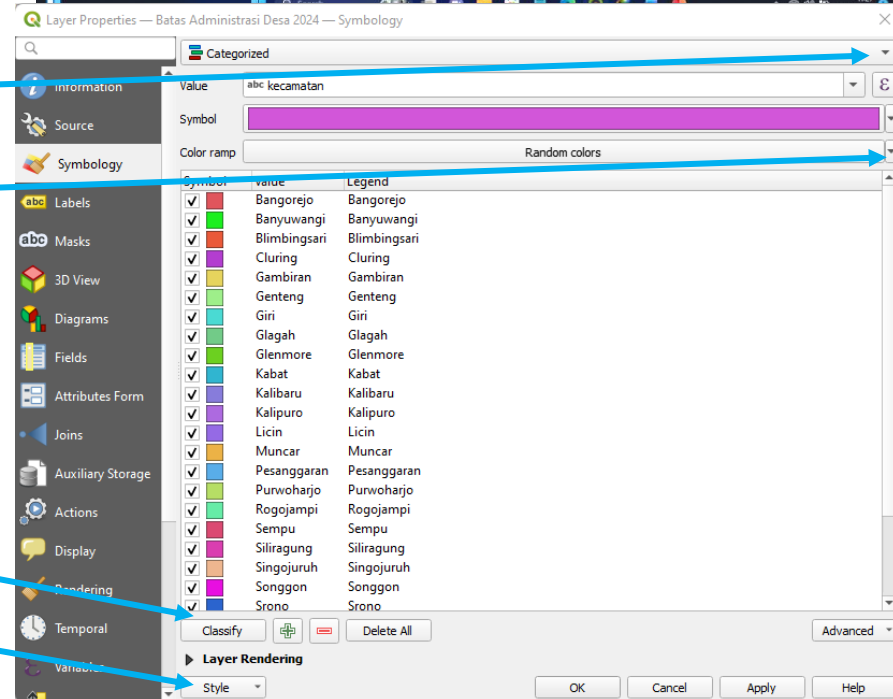 Layer Properties — Batas Administrasi Desa 2024 — Symbology
Categorized
Information
Value abc kecamatan ε
Source
Symbol
Symbology
Color ramp Random colors
Symbol Value Legend
abc Labels
Bangorejo Bangorejo
Banyuwangi Banyuwangi
abc Masks
Blimbingsari Blimbingsari
Cluring Cluring
3D View
Gambiran Gambiran
Genteng Genteng
Diagrams
Giri Giri
Glagah Glagah
Fields
Glenmore Glenmore
Kabat Kabat
Attributes Form
Kalibaru Kalibaru
Kalipuro Kalipuro
Joins
Licin Licin
Muncar Muncar
Auxiliary Storage
Pesanggaran Pesanggaran
Purwoharjo Purwoharjo
Actions
Rogojampi Rogojampi
Sempu Sempu
Display
Siliragung Siliragung
Singojuruh Singojuruh
Rendering
Songgon Songgon
Srono Srono
Temporal
Classify Delete All Advanced
Layer Rendering
Variables
Style OK Cancel Apply Help